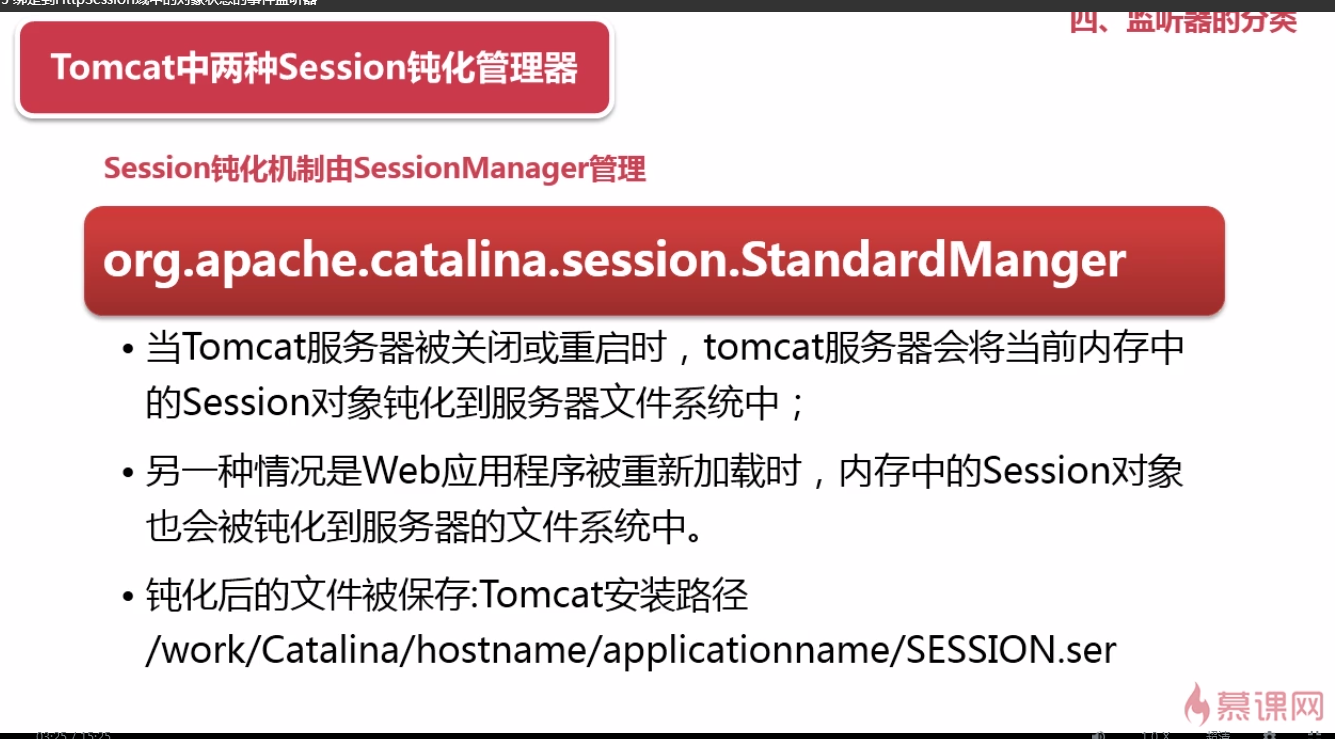 绑定到HttpSession域中的对象状态的事件监听器
四、监听器的分类
Tomcat中两种Session钝化管理器
Session钝化机制由SessionManager管理
org.apache.catalina.session.StandardManger
• 当Tomcat服务器被关闭或重启时，tomcat服务器会将当前内存中
的Session对象钝化到服务器文件系统中；
• 另一种情况是Web应用程序被重新加载时，内存中的Session对象
也会被钝化到服务器的文件系统中。
• 钝化后的文件被保存:Tomcat安装路径
/work/Catalina/hostname/applicationname/SESSION.ser
慕课网
03:25 / 15:25
1.0 X
超清